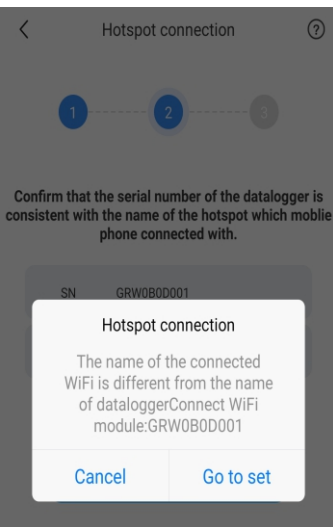 Hotspot connection
?
1
2
3
Confirm that the serial number of the datalogger is
consistent with the name of the hotspot which moblie
phone connected with.
SN GRW0B0D001
Hotspot connection
The name of the connected
WiFi is different from the name
of dataloggerConnect WiFi
module:GRW0B0D001
Cancel Go to set